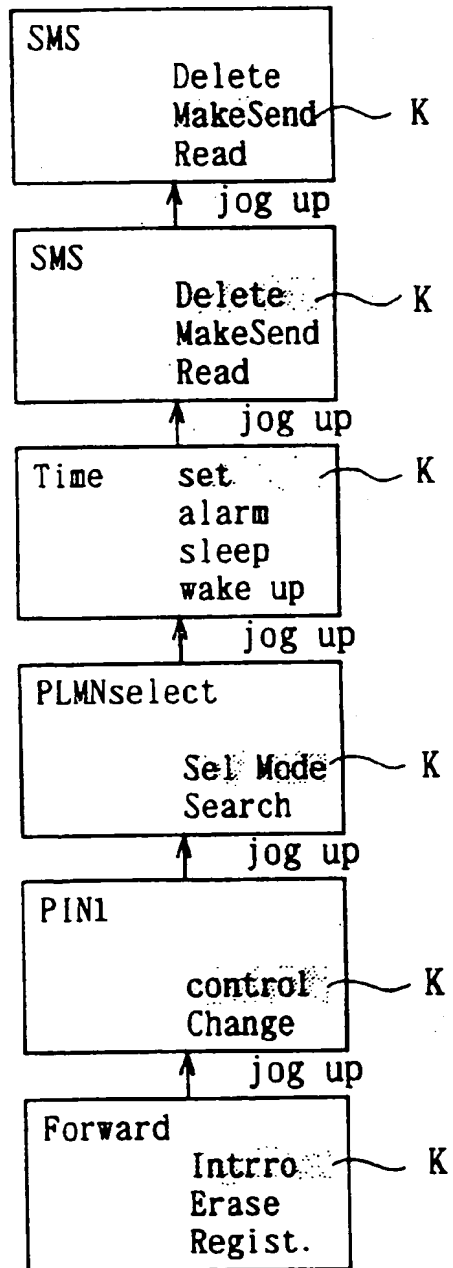 SMS
Delete
MakeSend K
Read
jog up
SMS
Delete K
MakeSend
Read
jog up
Time set K
alarm
sleep
wake up
jog up
PLMNselect
Sel Mode K
Search
jog up
PIN1
control K
Change
jog up
Forward
Intrro K
Erase
Regist.